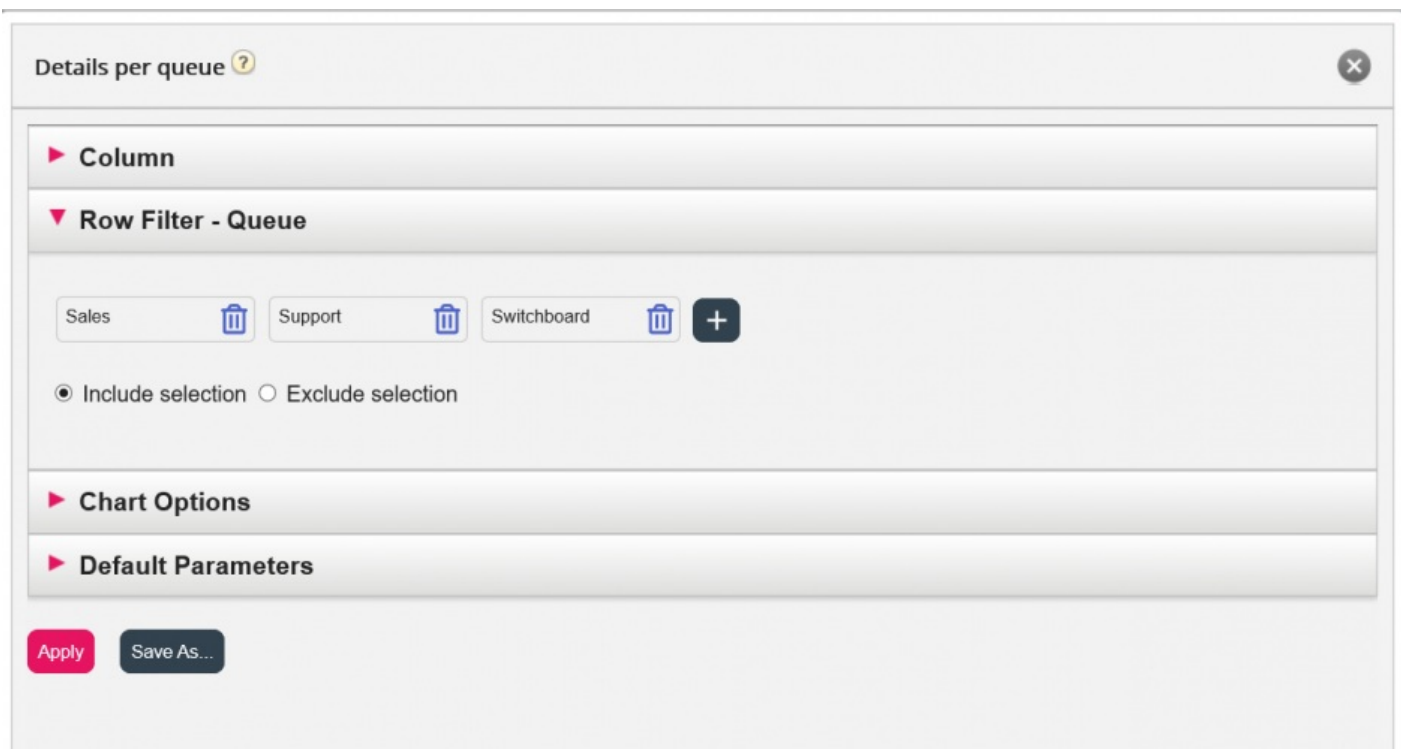 Details per queue ?
Column
Row Filter - Queue
Sales Support Switchboard +
Include selection Exclude selection
Chart Options
Default Parameters
Apply Save As...